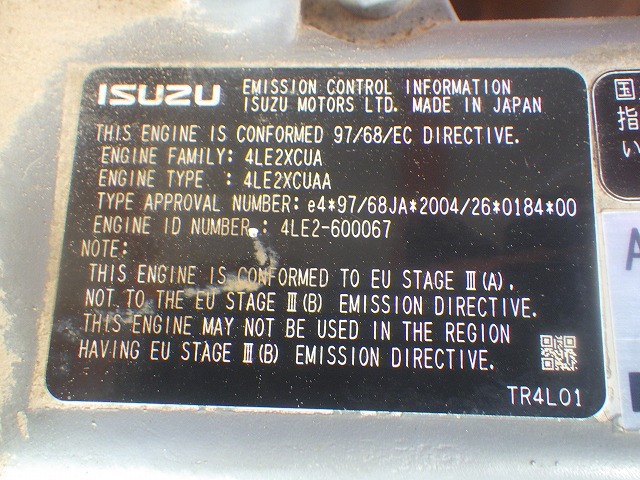 ISUZU EMISSION CONTROL INFORMATION
ISUZU MOTORS LTD. MADE IN JAPAN
THIS ENGINE IS CONFORMED 97/68/EC DIRECTIVE.
ENGINE FAMILY: 4LE2XCUA
ENGINE TYPE : 4LE2XCUAA
TYPE APPROVAL NUMBER: e4*97/68JA*2004/26*0184*00
ENGINE ID NUMBER : 4LE2-600067
NOTE:
THIS ENGINE IS CONFORMED TO EU STAGE Ⅲ(A),
NOT TO THE EU STAGE Ⅲ(B) EMISSION DIRECTIVE.
THIS ENGINE MAY NOT BE USED IN THE REGION
HAVING EU STAGE Ⅲ(B) EMISSION DIRECTIVE.
TR4L01
国
指
い